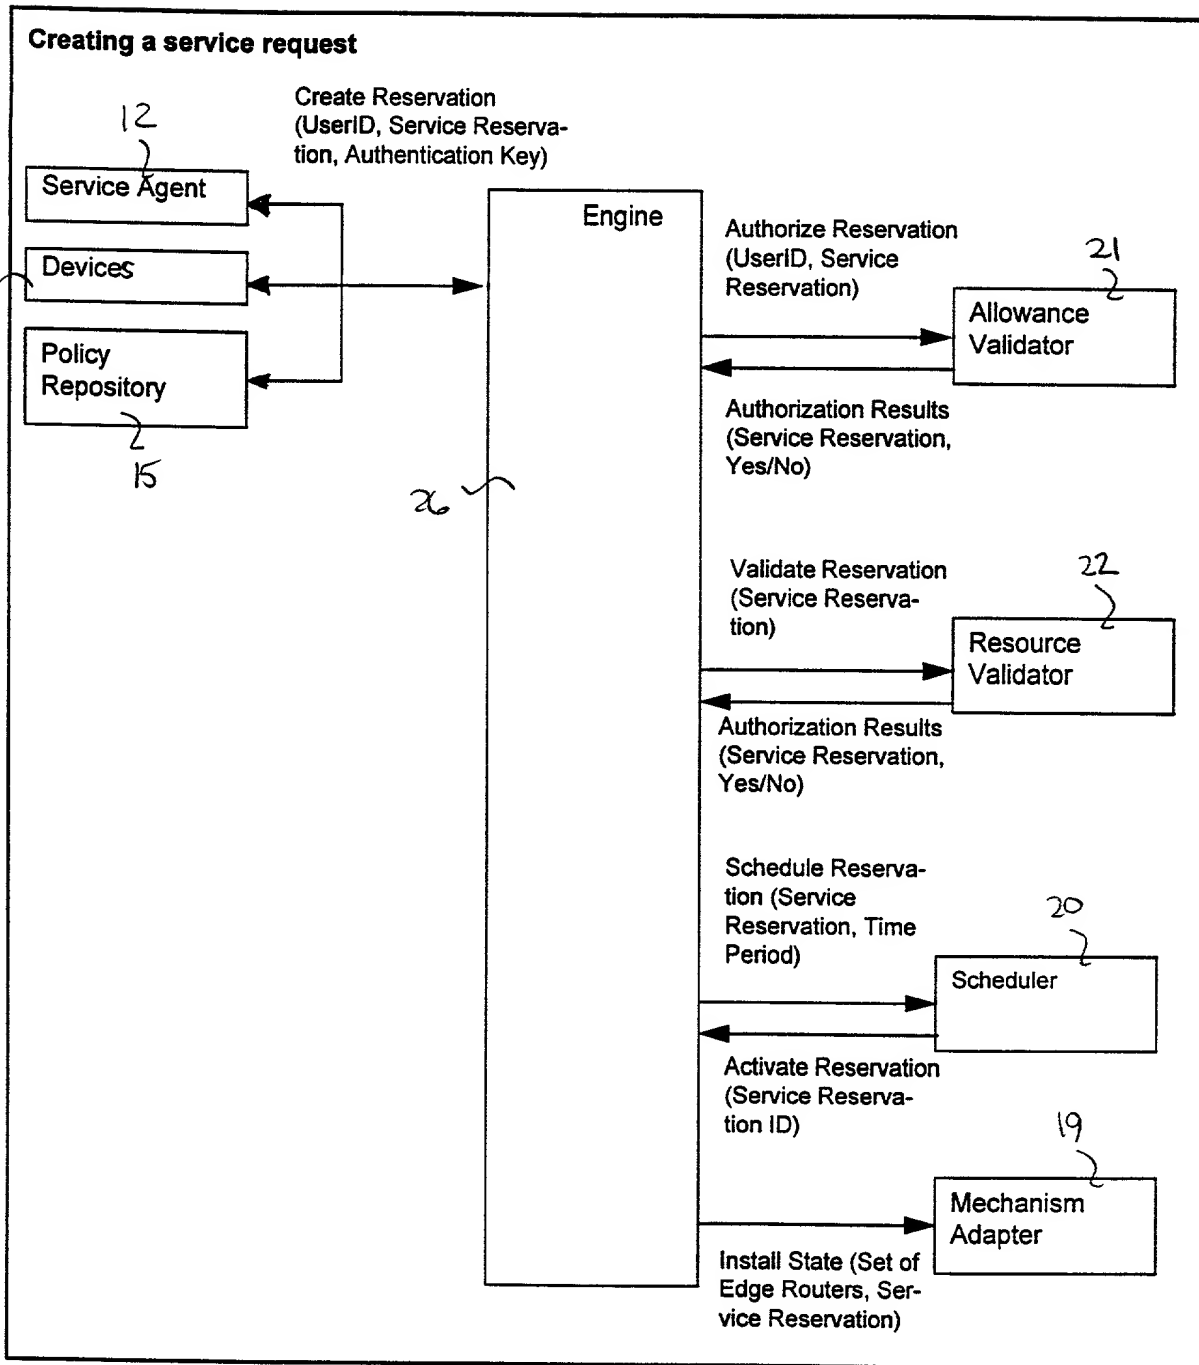 Creating a service request
Create Reservation
(UserID, Service Reserva-
tion, Authentication Key)
12
Service Agent
Devices
Policy
Repository
15
Engine
26
Authorize Reservation
(UserID, Service
Reservation)
21
Allowance
Validator
Authorization Results
(Service Reservation,
Yes/No)
Validate Reservation
(Service Reserva-
tion)
22
Resource
Validator
Authorization Results
(Service Reservation,
Yes/No)
Schedule Reserva-
tion (Service
Reservation, Time
Period)
20
Scheduler
Activate Reservation
(Service Reserva-
tion ID)
19
Mechanism
Adapter
Install State (Set of
Edge Routers, Ser-
vice Reservation)